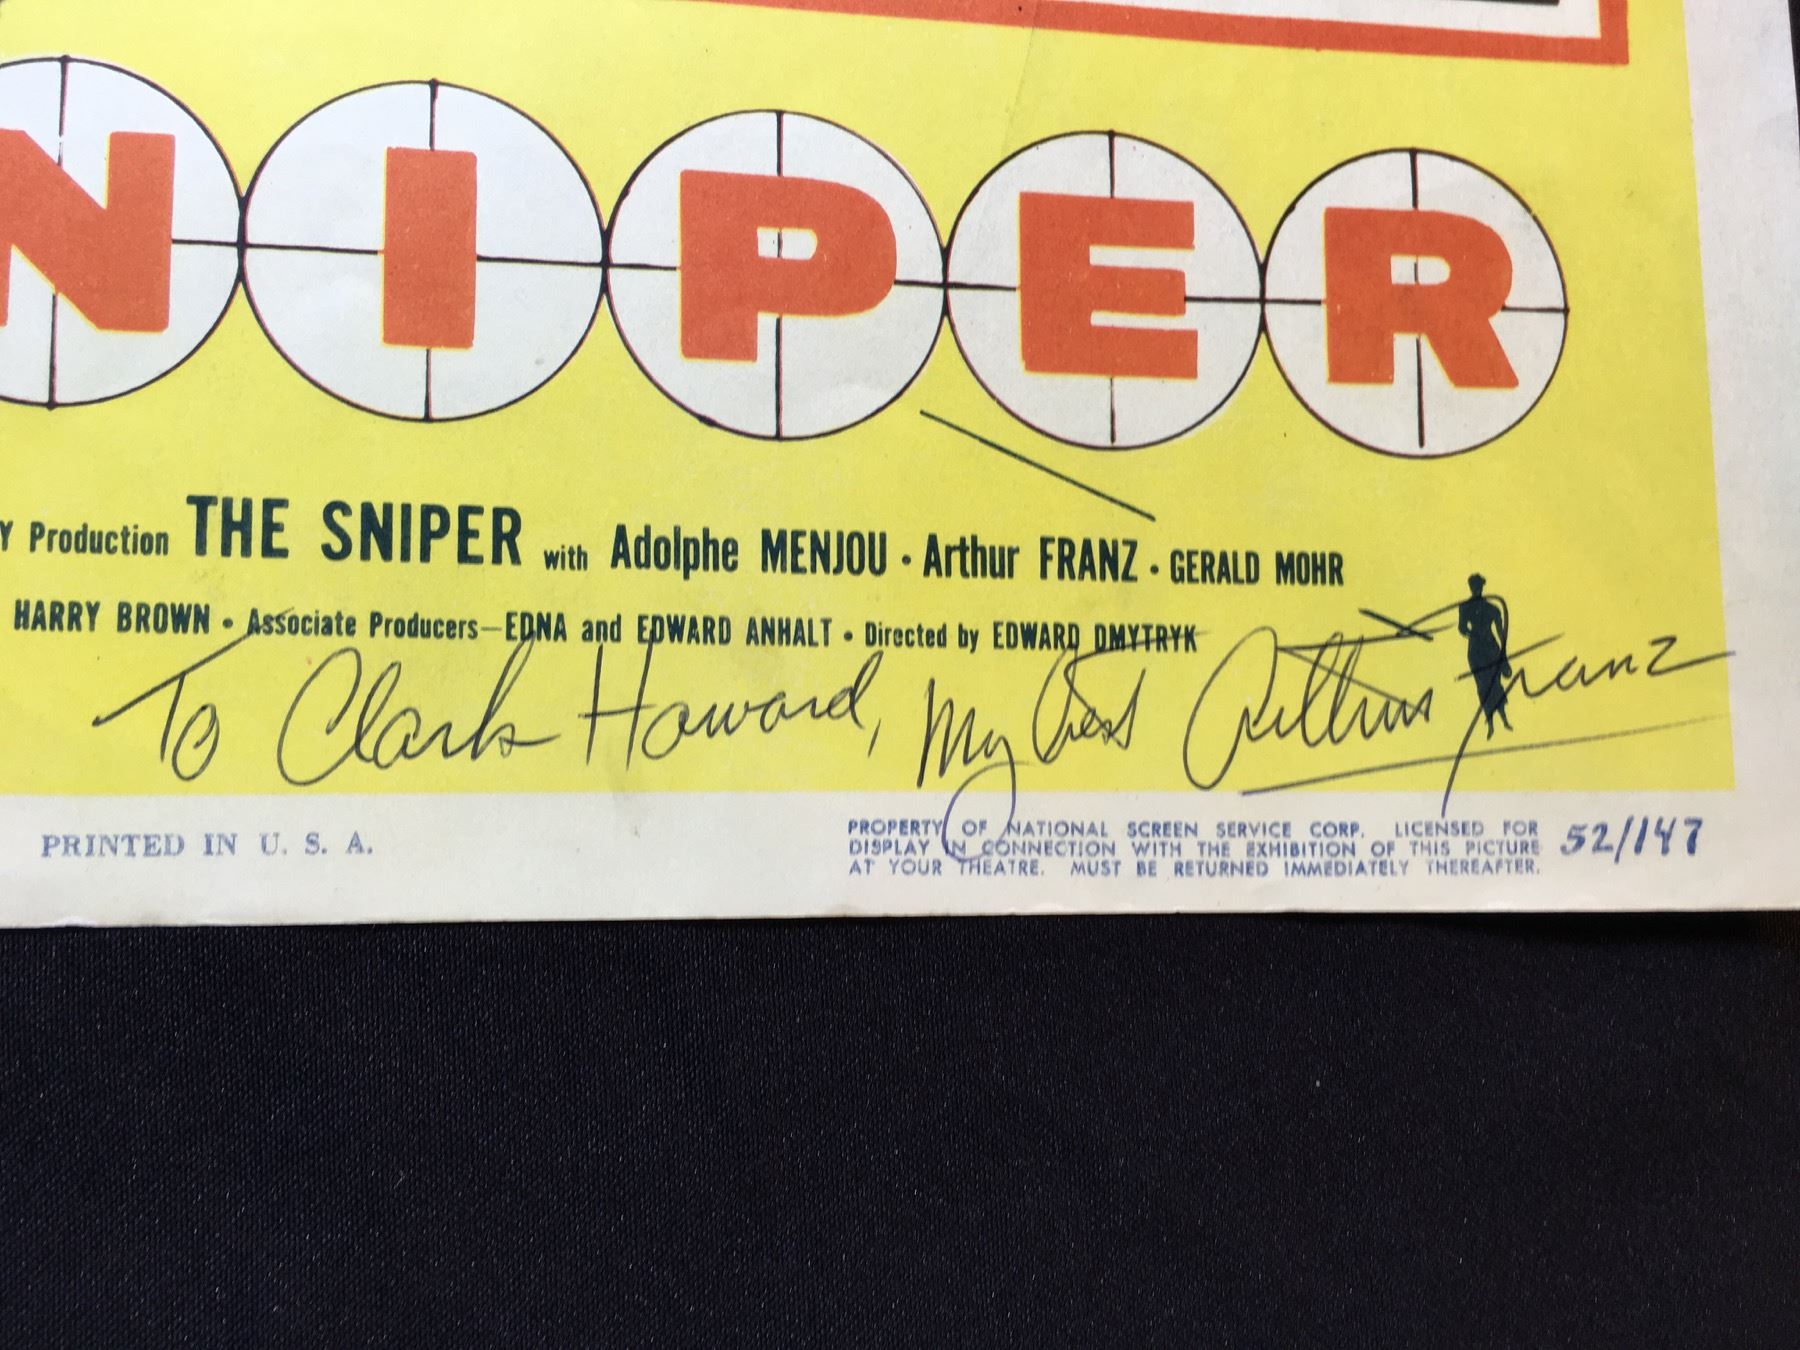 NIPER
Y Production THE SNIPER with Adolphe MENJOU · Arthur FRANZ · GERALD MOHR
HARRY BROWN · Associate Producers—EDNA and EDWARD ANHALT · Directed by EDWARD DMYTRYK
To Clark Howard, My best Arthur Franz
PRINTED IN U. S. A.
PROPERTY OF NATIONAL SCREEN SERVICE CORP. LICENSED FOR
DISPLAY IN CONNECTION WITH THE EXHIBITION OF THIS PICTURE
AT YOUR THEATRE. MUST BE RETURNED IMMEDIATELY THEREAFTER.
52/147